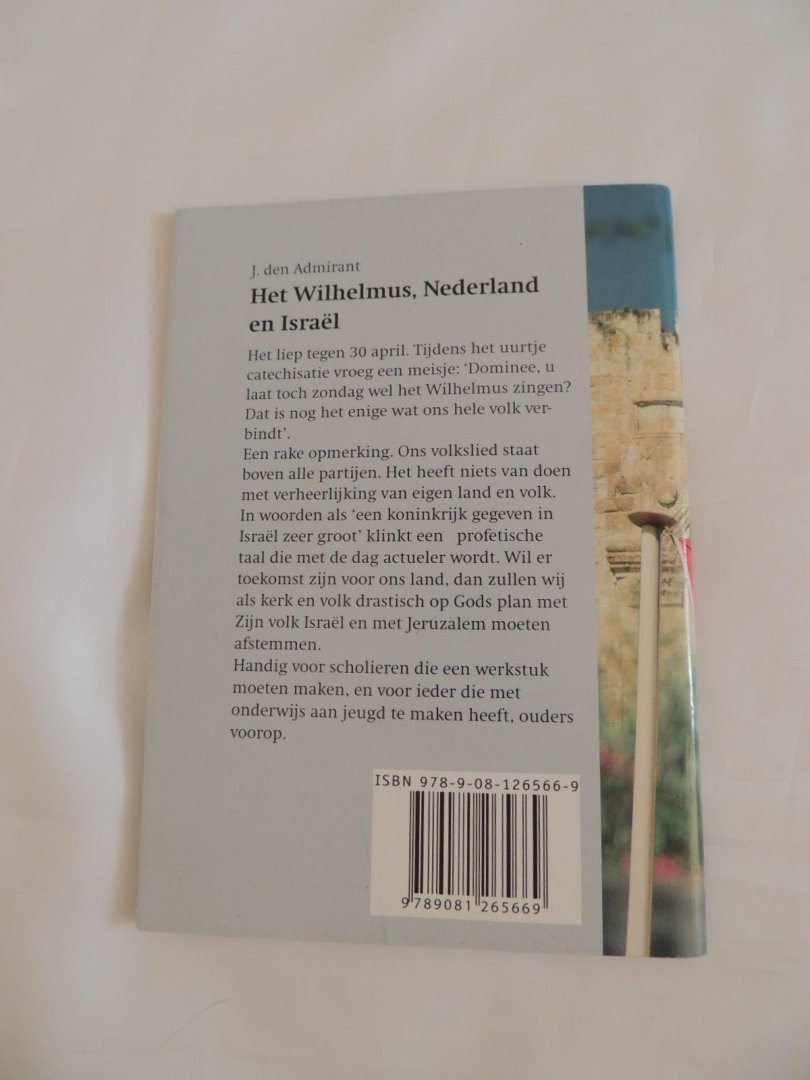 J. den Admirant
Het Wilhelmus, Nederland
en Israël
Het liep tegen 30 april. Tijdens het uurtje
catechisatie vroeg een meisje: ‘Dominee, u
laat toch zondag wel het Wilhelmus zingen?
Dat is nog het enige wat ons hele volk ver-
bindt’.
Een rake opmerking. Ons volkslied staat
boven alle partijen. Het heeft niets van doen
met verheerlijking van eigen land en volk.
In woorden als ‘een koninkrijk gegeven in
Israël zeer groot’ klinkt een profetische
taal die met de dag actueler wordt. Wil er
toekomst zijn voor ons land, dan zullen wij
als kerk en volk drastisch op Gods plan met
Zijn volk Israël en met Jeruzalem moeten
afstemmen.
Handig voor scholieren die een werkstuk
moeten maken, en voor ieder die met
onderwijs aan jeugd te maken heeft, ouders
voorop.
ISBN 978-9-08-126566-9
9 789081 265669